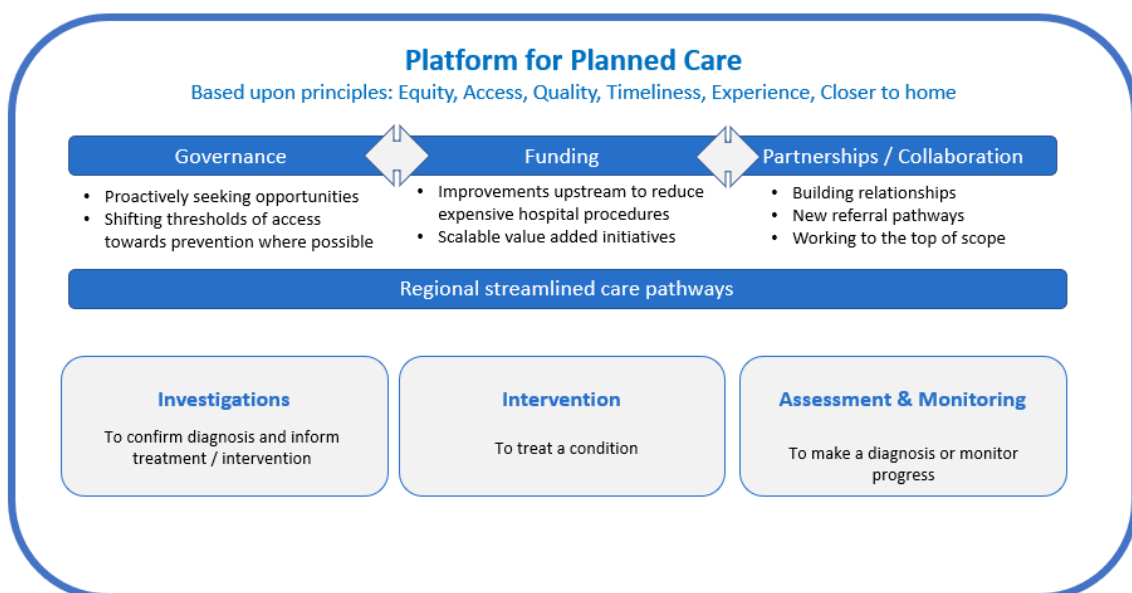 Platform for Planned Care
Based upon principles: Equity, Access, Quality, Timeliness, Experience, Closer to home
Governance
• Proactively seeking opportunities
• Shifting thresholds of access
towards prevention where possible
Funding
• Improvements upstream to reduce
expensive hospital procedures
• Scalable value added initiatives
Partnerships / Collaboration
• Building relationships
• New referral pathways
• Working to the top of scope
Regional streamlined care pathways
Investigations
To confirm diagnosis and inform
treatment / intervention
Intervention
To treat a condition
Assessment & Monitoring
To make a diagnosis or monitor
progress